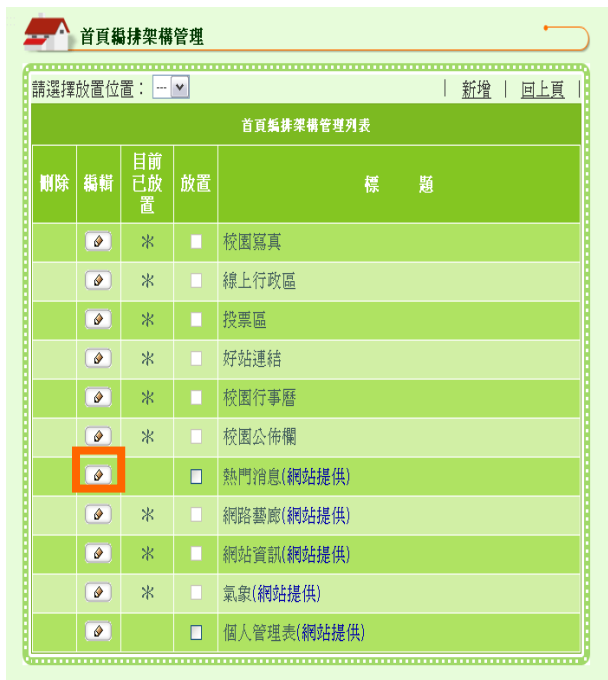 首頁編排架構管理
請選擇放置位置： --- | 新增 | 回上頁 |
首頁編排架構管理列表
刪除 編輯 目前已放置 放置 標 題
＊ 校園寫真
＊ 線上行政區
＊ 投票區
＊ 好站連結
＊ 校園行事曆
＊ 校園公佈欄
熱門消息(網站提供)
＊ 網路藝廊(網站提供)
＊ 網站資訊(網站提供)
＊ 氣象(網站提供)
個人管理表(網站提供)